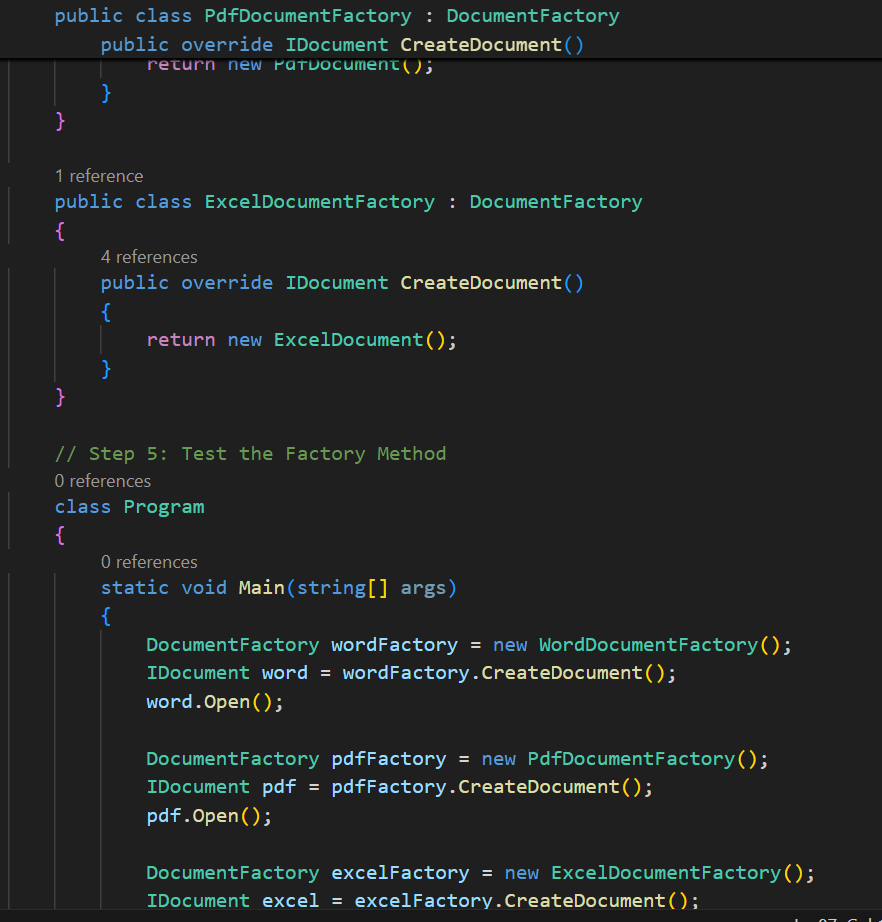 public class PdfDocumentFactory : DocumentFactory
public override IDocument CreateDocument()
return new PdfDocument();
}
}
1 reference
public class ExcelDocumentFactory : DocumentFactory
{
4 references
public override IDocument CreateDocument()
{
return new ExcelDocument();
}
}
// Step 5: Test the Factory Method
0 references
class Program
{
0 references
static void Main(string[] args)
{
DocumentFactory wordFactory = new WordDocumentFactory();
IDocument word = wordFactory.CreateDocument();
word.Open();
DocumentFactory pdfFactory = new PdfDocumentFactory();
IDocument pdf = pdfFactory.CreateDocument();
pdf.Open();
DocumentFactory excelFactory = new ExcelDocumentFactory();
IDocument excel = excelFactory.CreateDocument();